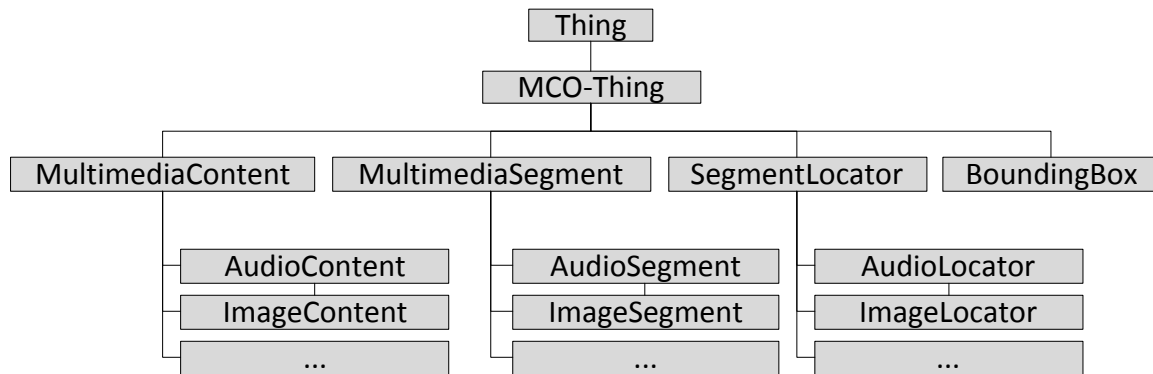 Thing
MCO-Thing
MultimediaContent MultimediaSegment SegmentLocator BoundingBox
AudioContent AudioSegment AudioLocator
ImageContent ImageSegment ImageLocator
... ... ...